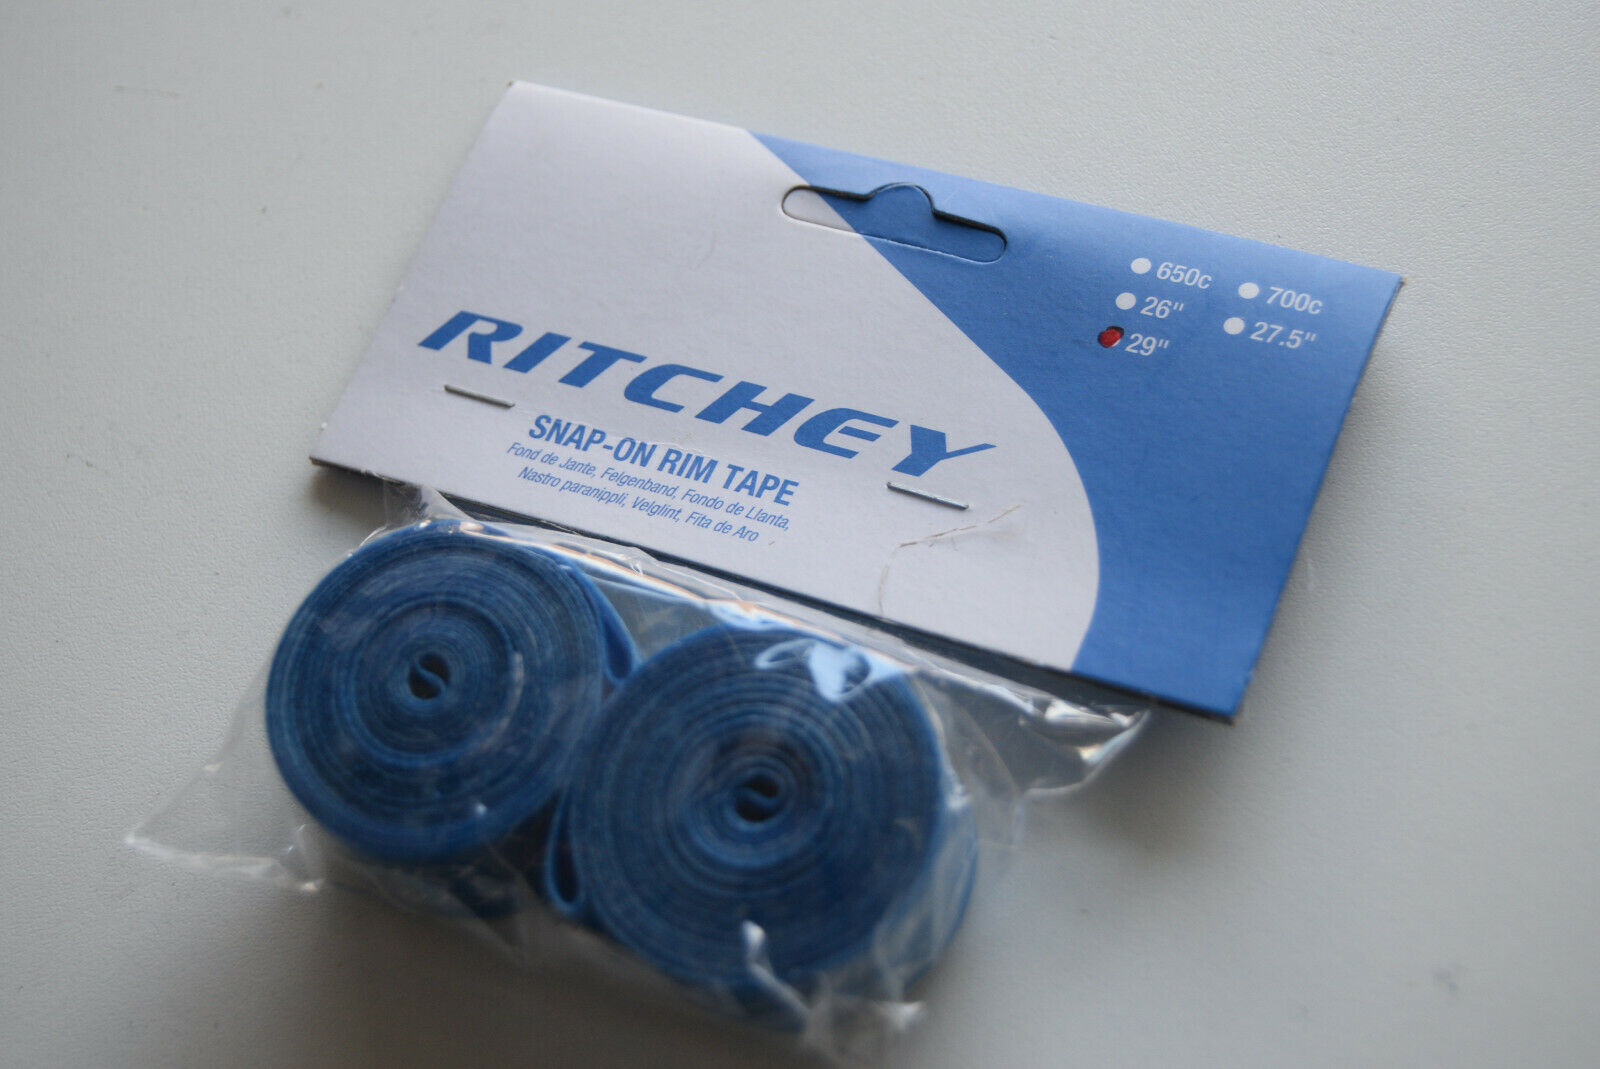 650c
700c
26"
27.5"
29"
RITCHEY
SNAP-ON RIM TAPE
Fond de Jante, Felgenband, Fondo de Llanta,
Nastro paranippli, Velglint, Fita de Aro